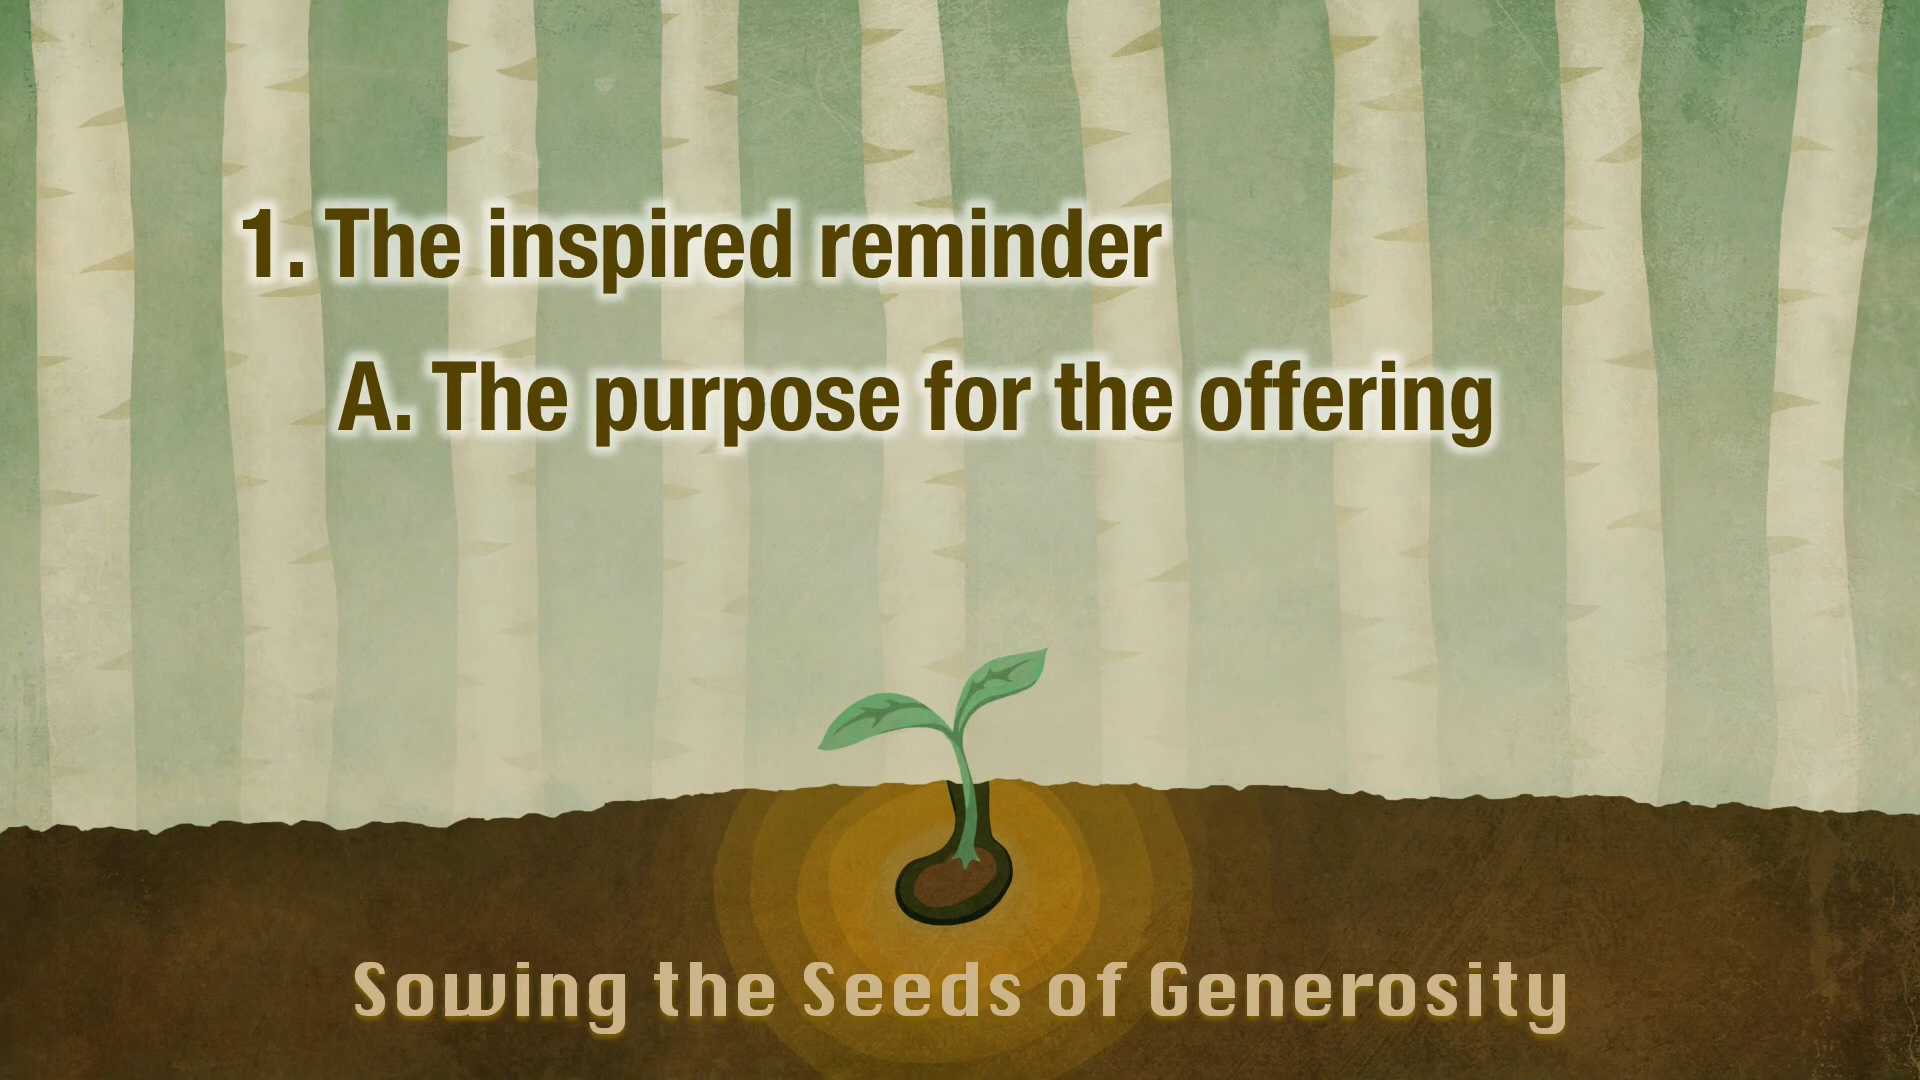 1. The inspired reminder
A. The purpose for the offering
Sowing the Seeds of Generosity